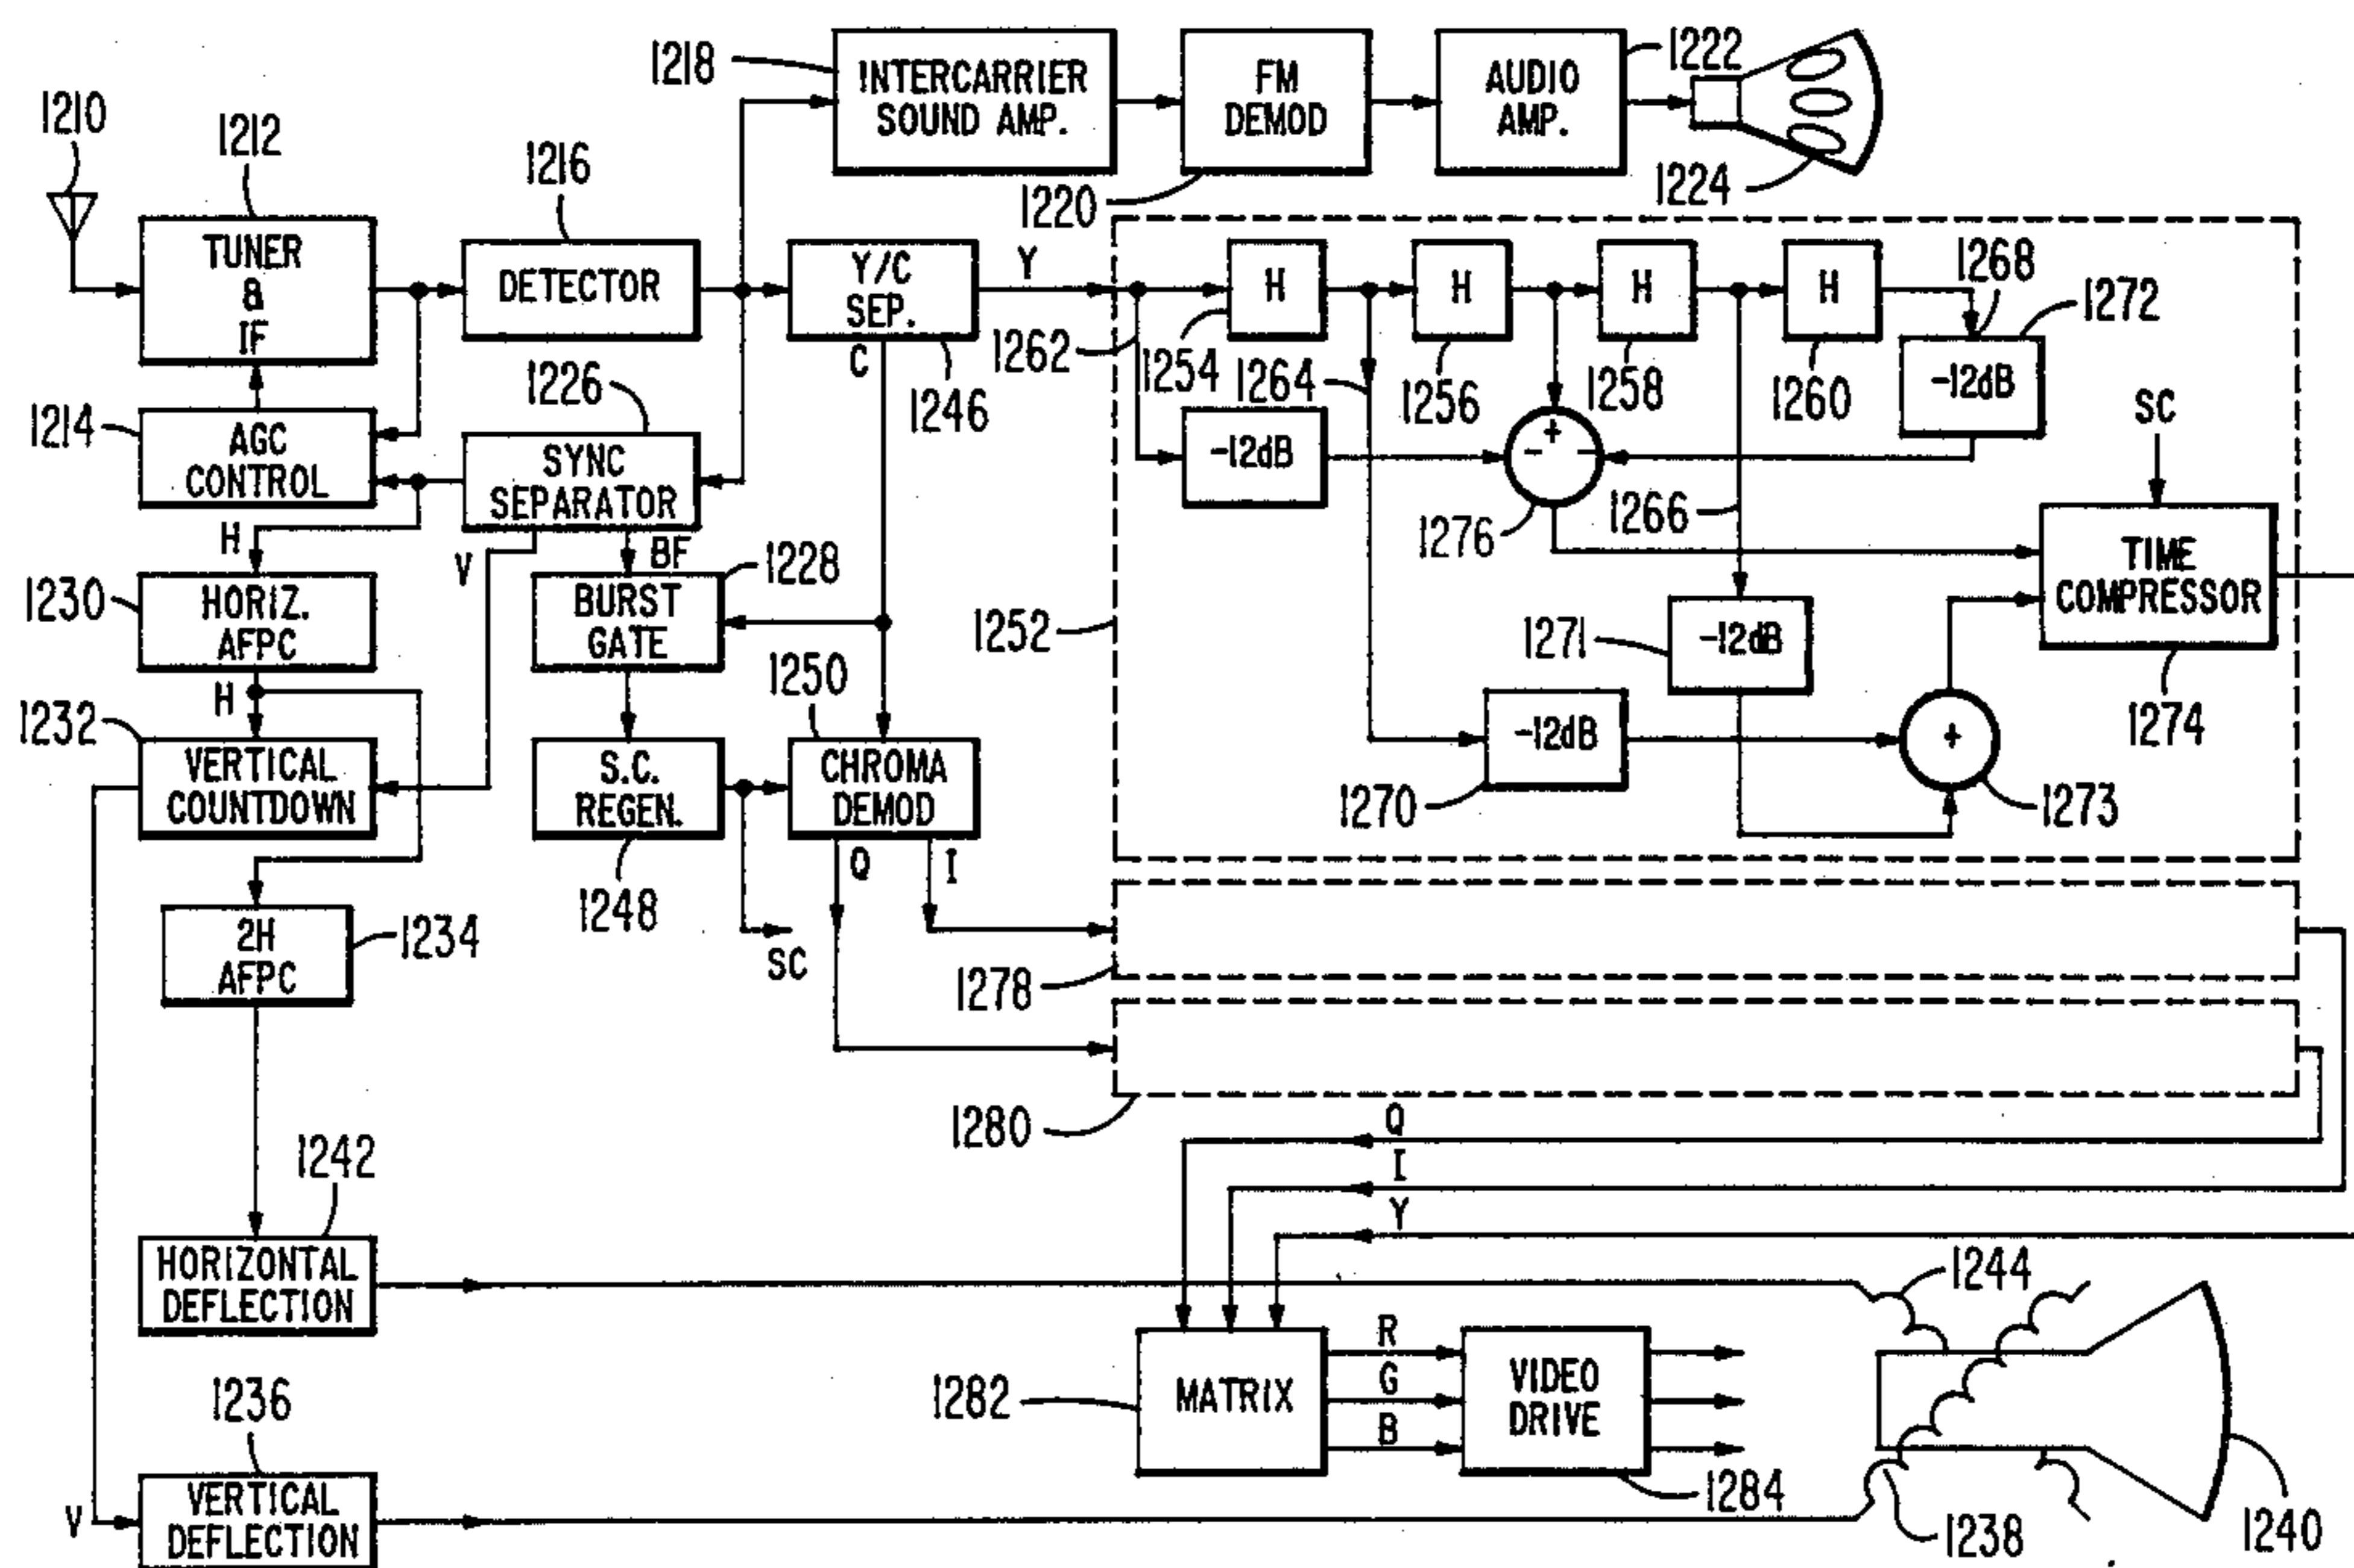 1210
1212
1216
1218
INTERCARRIER
SOUND AMP.
FM
DEMOD
1220
AUDIO
AMP.
1222
1224
TUNER
&
IF
DETECTOR
Y/C
SEP.
Y
C
1246
1262
H
1254
1264
H
1256
H
1258
H
1260
1268
1272
-12dB
1214
AGC
CONTROL
1226
SYNC
SEPARATOR
-12dB
+
-
-
1276
1266
SC
TIME
COMPRESSOR
1274
H
V
BF
1230
HORIZ.
AFPC
BURST
GATE
1228
1252
1271
-12dB
H
1250
1232
VERTICAL
COUNTDOWN
S.C.
REGEN.
1248
CHROMA
DEMOD
1270
-12dB
+
1273
Q
I
2H
AFPC
1234
SC
1278
1280
Q
I
Y
1242
HORIZONTAL
DEFLECTION
1244
1282
MATRIX
R
G
B
VIDEO
DRIVE
1284
1236
V
VERTICAL
DEFLECTION
1238
1240